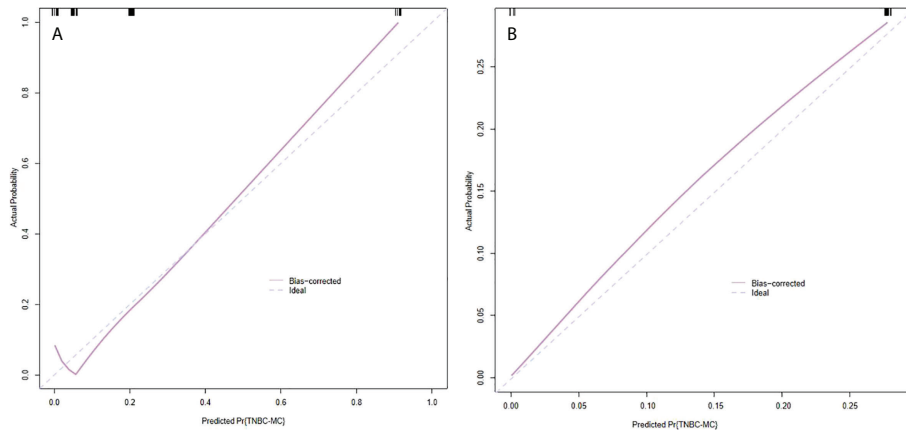 A
1.0
0.8
0.6
0.4
0.2
0.0
Actual Probability
Bias-corrected
Ideal
0.0 0.2 0.4 0.6 0.8 1.0
Predicted Pr{TNBC-MC}
B
0.25
0.20
0.15
0.10
0.05
0.00
Actual Probability
Bias-corrected
Ideal
0.00 0.05 0.10 0.15 0.20 0.25
Predicted Pr{TNBC-MC}